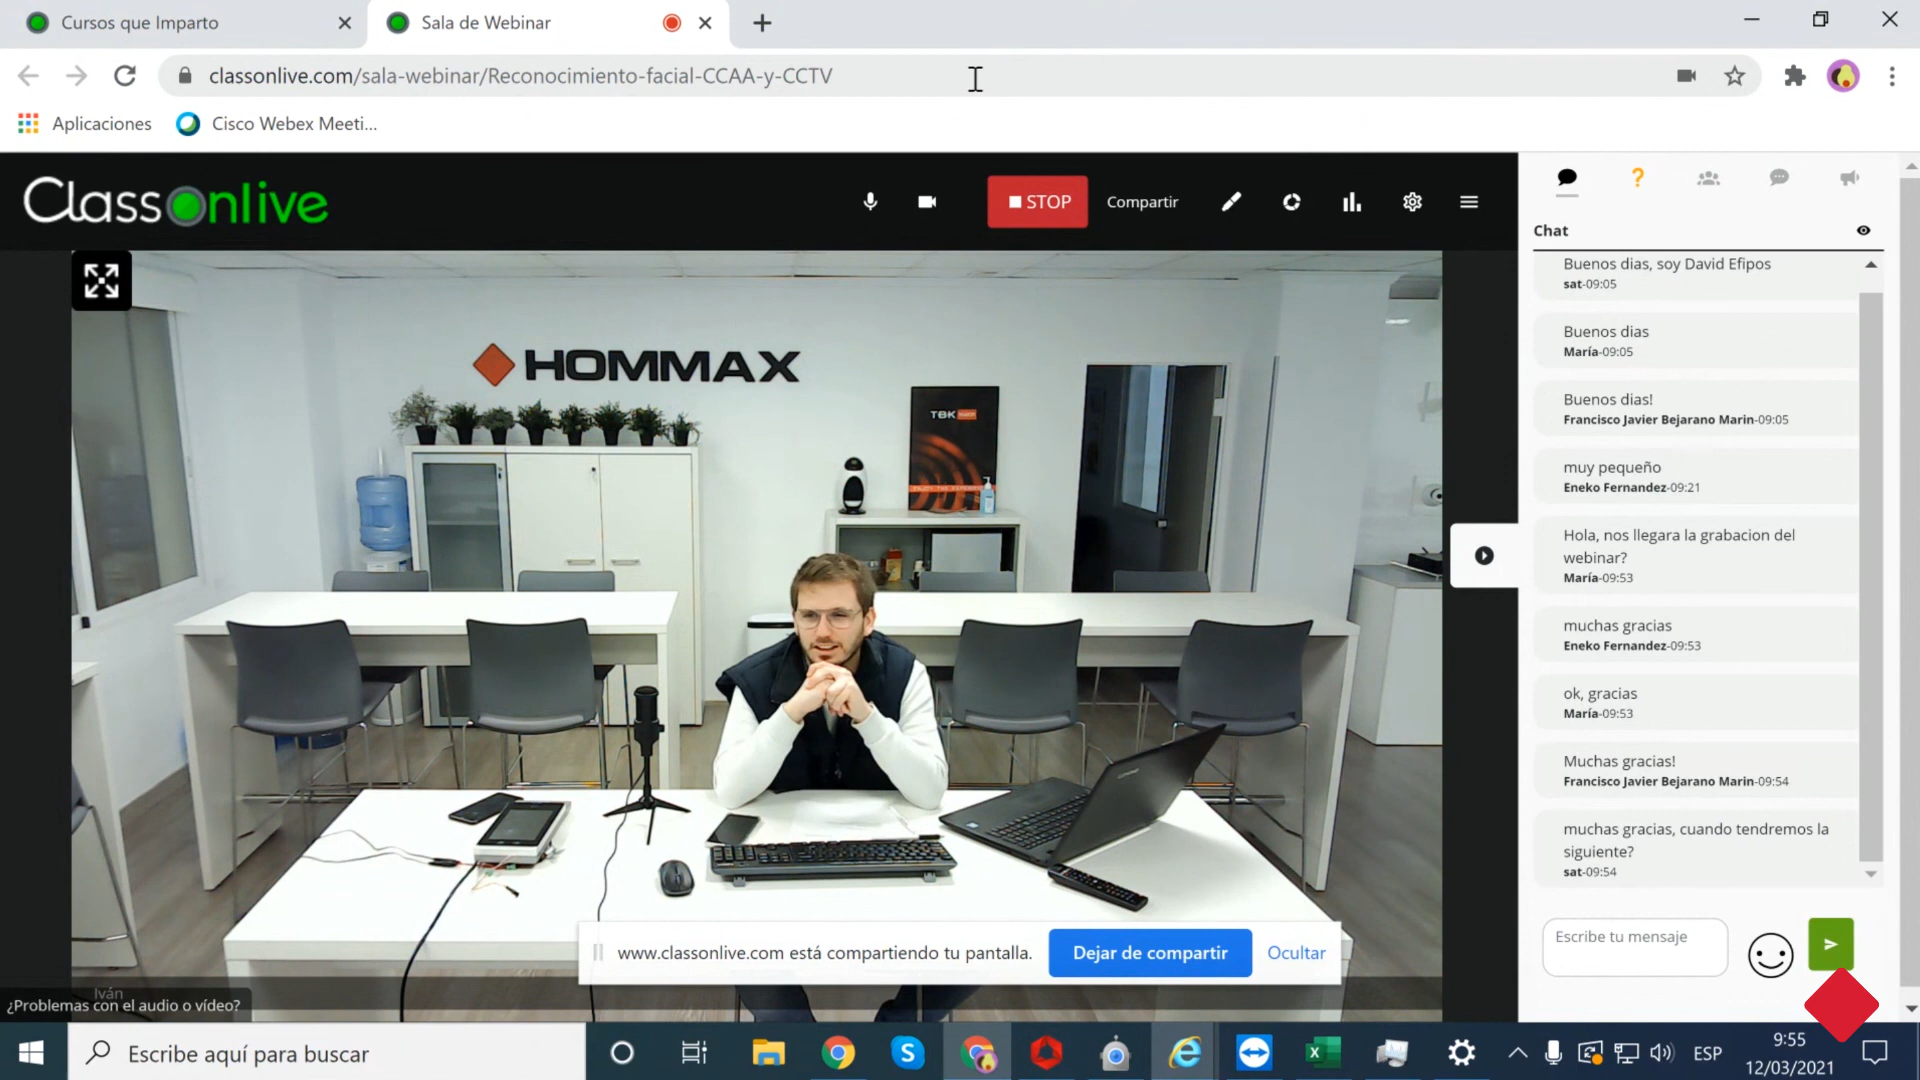 Cursos que Imparto
Sala de Webinar
classonlive.com/sala-webinar/Reconocimiento-facial-CCAA-y-CCTV
Aplicaciones
Cisco Webex Meeti...
Classonlive
STOP
Compartir
HOMMAX
TBK
Chat
Buenos dias, soy David Efipos
sat-09:05
Buenos dias
María-09:05
Buenos dias!
Francisco Javier Bejarano Marin-09:05
muy pequeño
Eneko Fernandez-09:21
Hola, nos llegara la grabacion del
webinar?
María-09:53
muchas gracias
Eneko Fernandez-09:53
ok, gracias
María-09:53
Muchas gracias!
Francisco Javier Bejarano Marin-09:54
muchas gracias, cuando tendremos la
siguiente?
sat-09:54
Escribe tu mensaje
www.classonlive.com está compartiendo tu pantalla.
Dejar de compartir
Ocultar
Iván
¿Problemas con el audio o vídeo?
Escribe aquí para buscar
ESP
9:55
12/03/2021